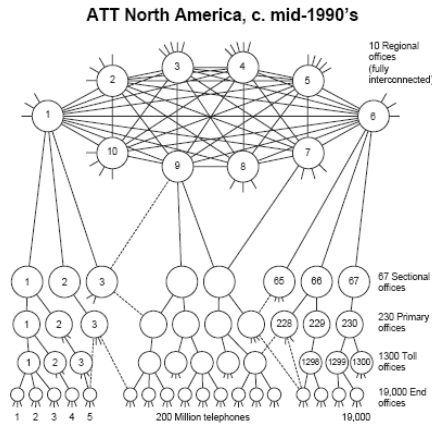 ATT North America, c. mid-1990's
10 Regional
offices
(fully
interconnected)
3 4
2 5
1 6
10 7
9 8
1 2 3 65 66 67
67 Sectional
offices
1 2 3 228 229 230
230 Primary
offices
1 2 3 1298 1299 1300
1300 Toll
offices
19,000 End
offices
1 2 3 4 5 200 Million telephones 19,000